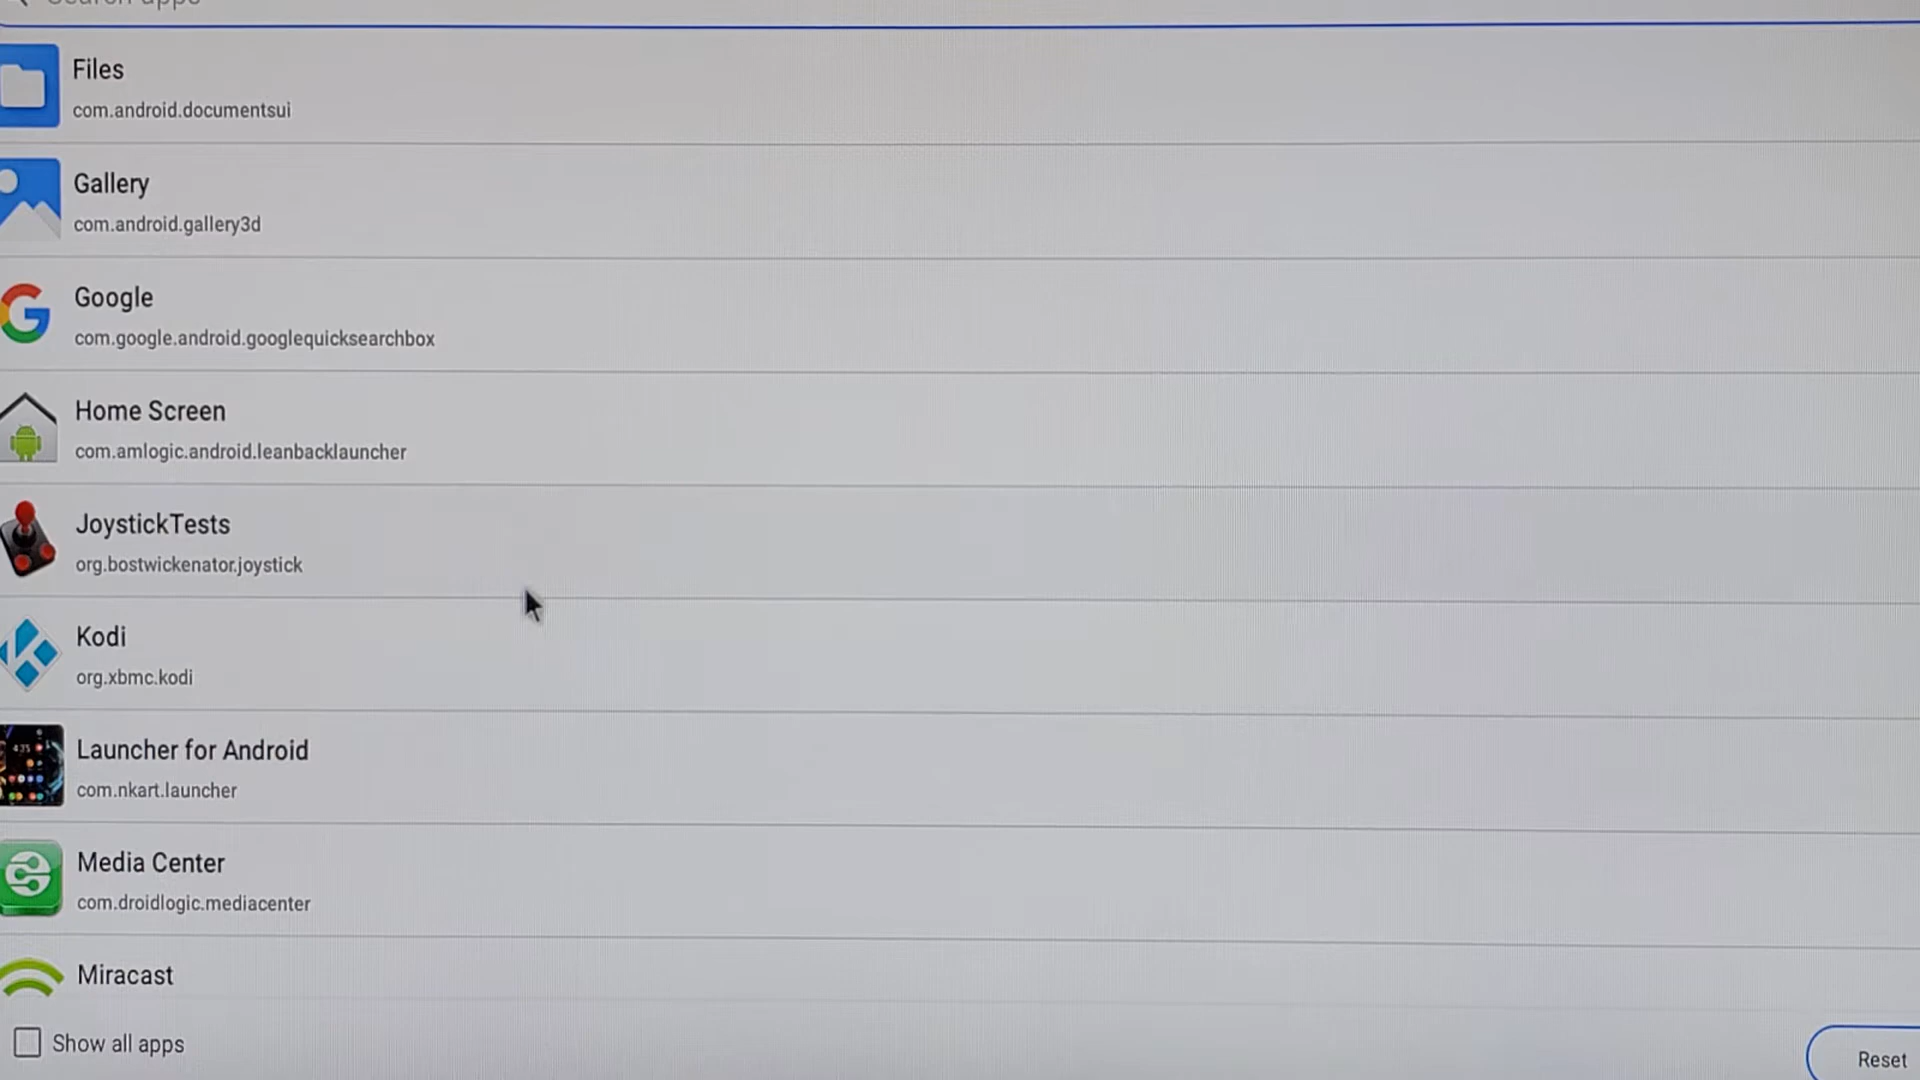 Search apps
Files
com.android.documentsui
Gallery
com.android.gallery3d
Google
com.google.android.googlequicksearchbox
Home Screen
com.amlogic.android.leanbacklauncher
JoystickTests
org.bostwickenator.joystick
Kodi
org.xbmc.kodi
Launcher for Android
com.nkart.launcher
Media Center
com.droidlogic.mediacenter
Miracast
Show all apps
Reset